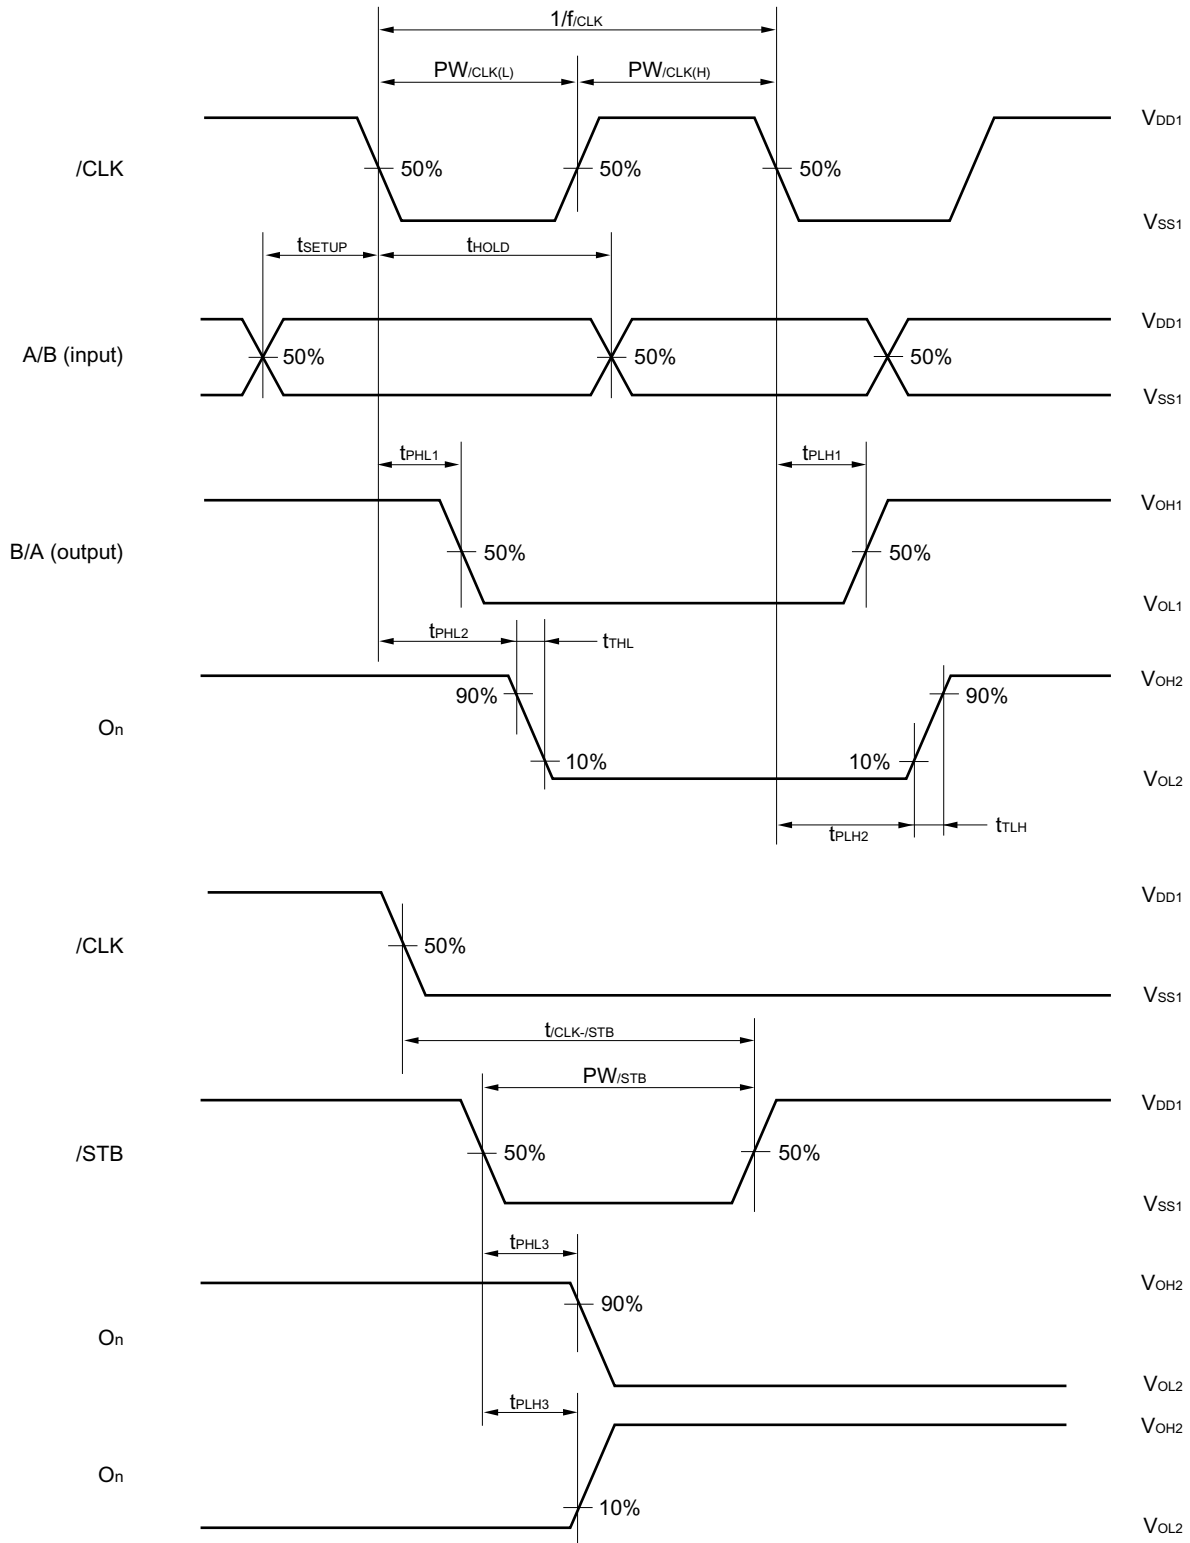 1/f/CLK
PW/CLK(L) PW/CLK(H)
VDD1
/CLK 50% 50% 50%
VSS1
tSETUP tHOLD
VDD1
A/B (input) 50% 50% 50%
VSS1
tPHL1 tPLH1
VOH1
B/A (output) 50% 50%
VOL1
tPHL2 tTHL
VOH2
90% 90%
On
10% 10%
VOL2
tPLH2 tTLH
VDD1
/CLK 50%
VSS1
t/CLK-/STB
PW/STB
VDD1
/STB 50% 50%
VSS1
tPHL3
VOH2
90%
On
VOL2
tPLH3
VOH2
On
10%
VOL2